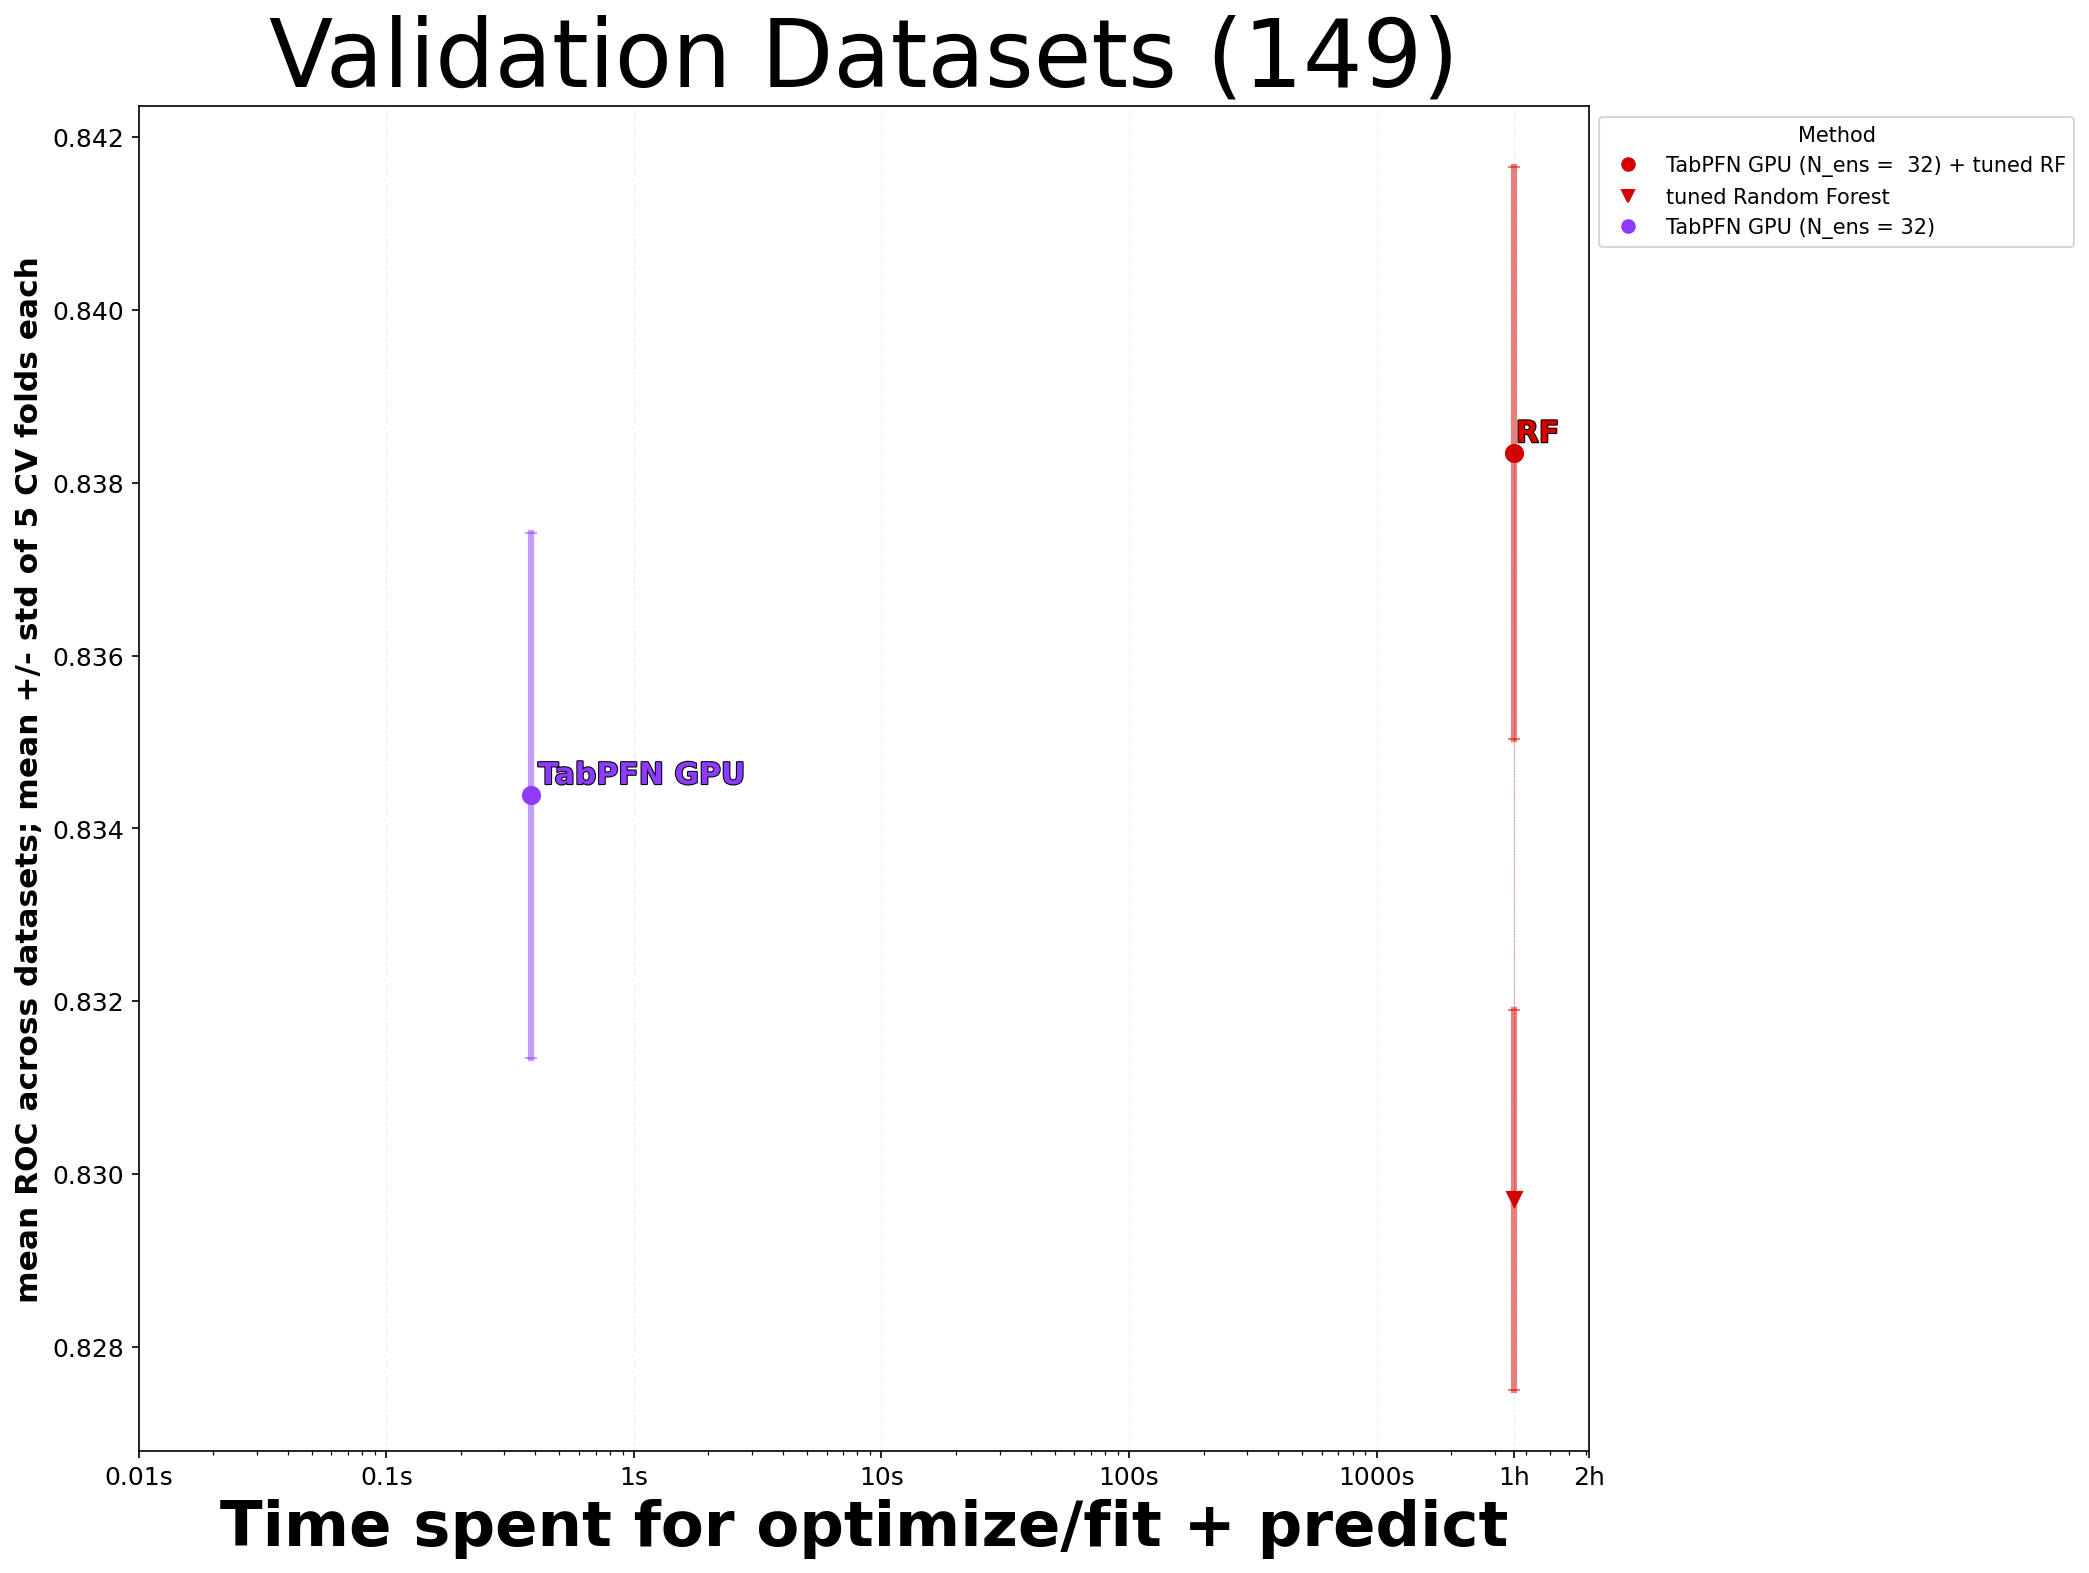 Validation Datasets (149)
mean ROC across datasets; mean +/- std of 5 CV folds each
0.842
0.840
0.838
0.836
0.834
0.832
0.830
0.828
RF
TabPFN GPU
Method
TabPFN GPU (N_ens =  32) + tuned RF
tuned Random Forest
TabPFN GPU (N_ens = 32)
0.01s 0.1s 1s 10s 100s 1000s 1h 2h
Time spent for optimize/fit + predict